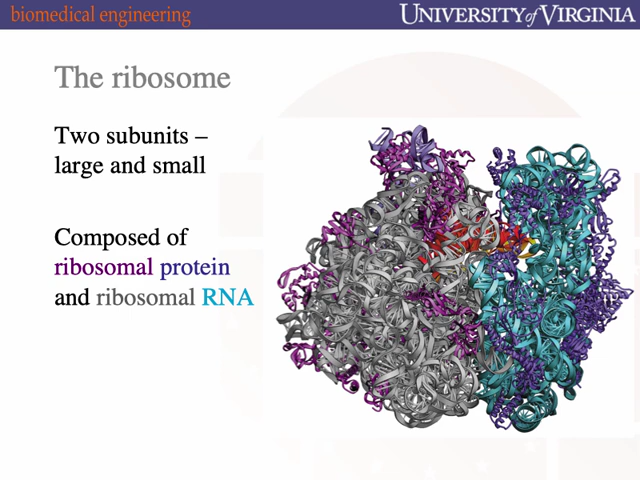 biomedical engineering
UNIVERSITY of VIRGINIA
The ribosome
Two subunits –
large and small
Composed of
ribosomal protein
and ribosomal RNA